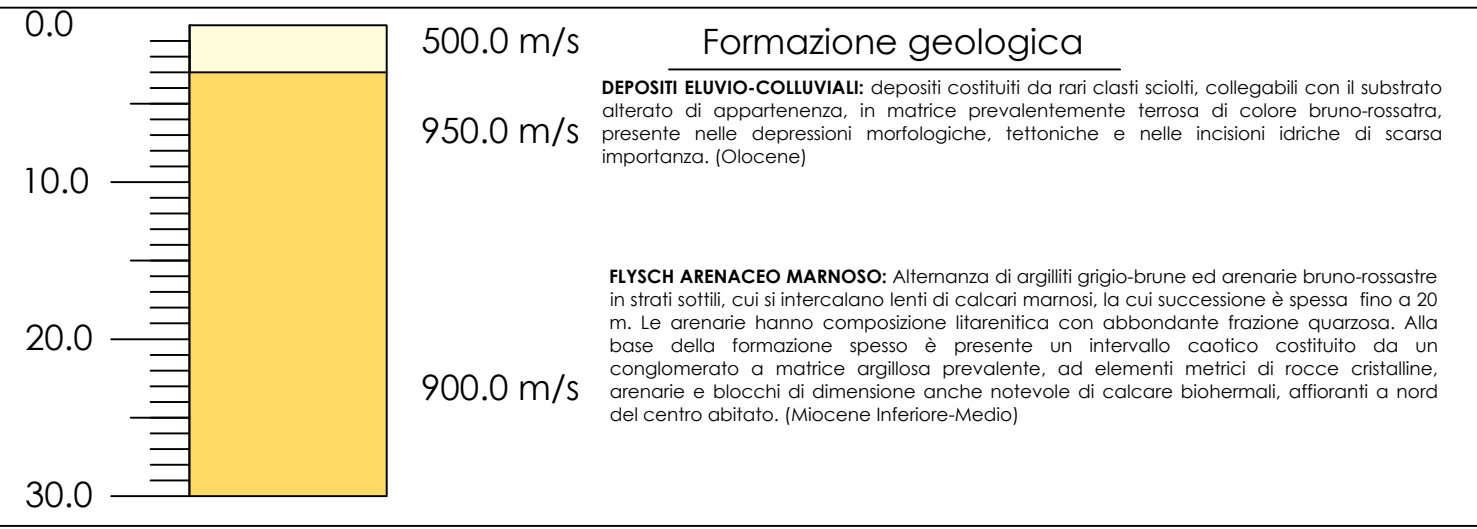 0.0
500.0 m/s
Formazione geologica
DEPOSITI ELUVIO-COLLUVIALI: depositi costituiti da rari clasti sciolti, collegabili con il substrato
alterato di appartenenza, in matrice prevalentemente terrosa di colore bruno-rossatra,
950.0 m/s
presente nelle depressioni morfologiche, tettoniche e nelle incisioni idriche di scarsa
importanza. (Olocene)
10.0
FLYSCH ARENACEO MARNOSO: Alternanza di argilliti grigio-brune ed arenarie bruno-rossastre
in strati sottili, cui si intercalano lenti di calcari marnosi, la cui successione è spessa fino a 20
m. Le arenarie hanno composizione litarenitica con abbondante frazione quarzosa. Alla
20.0
base della formazione spesso è presente un intervallo caotico costituito da un
conglomerato a matrice argillosa prevalente, ad elementi metrici di rocce cristalline,
900.0 m/s
arenarie e blocchi di dimensione anche notevole di calcare biohermali, affioranti a nord
del centro abitato. (Miocene Inferiore-Medio)
30.0